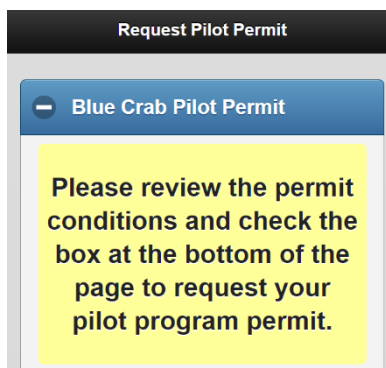 Request Pilot Permit
Blue Crab Pilot Permit
Please review the permit
conditions and check the
box at the bottom of the
page to request your
pilot program permit.